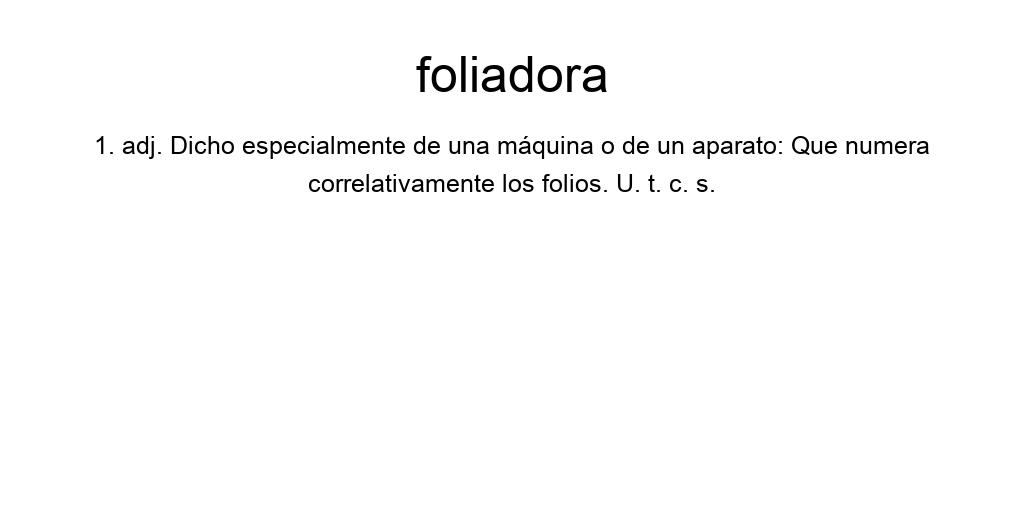 foliadora
1. adj. Dicho especialmente de una máquina o de un aparato: Que numera
correlativamente los folios. U. t. c. s.